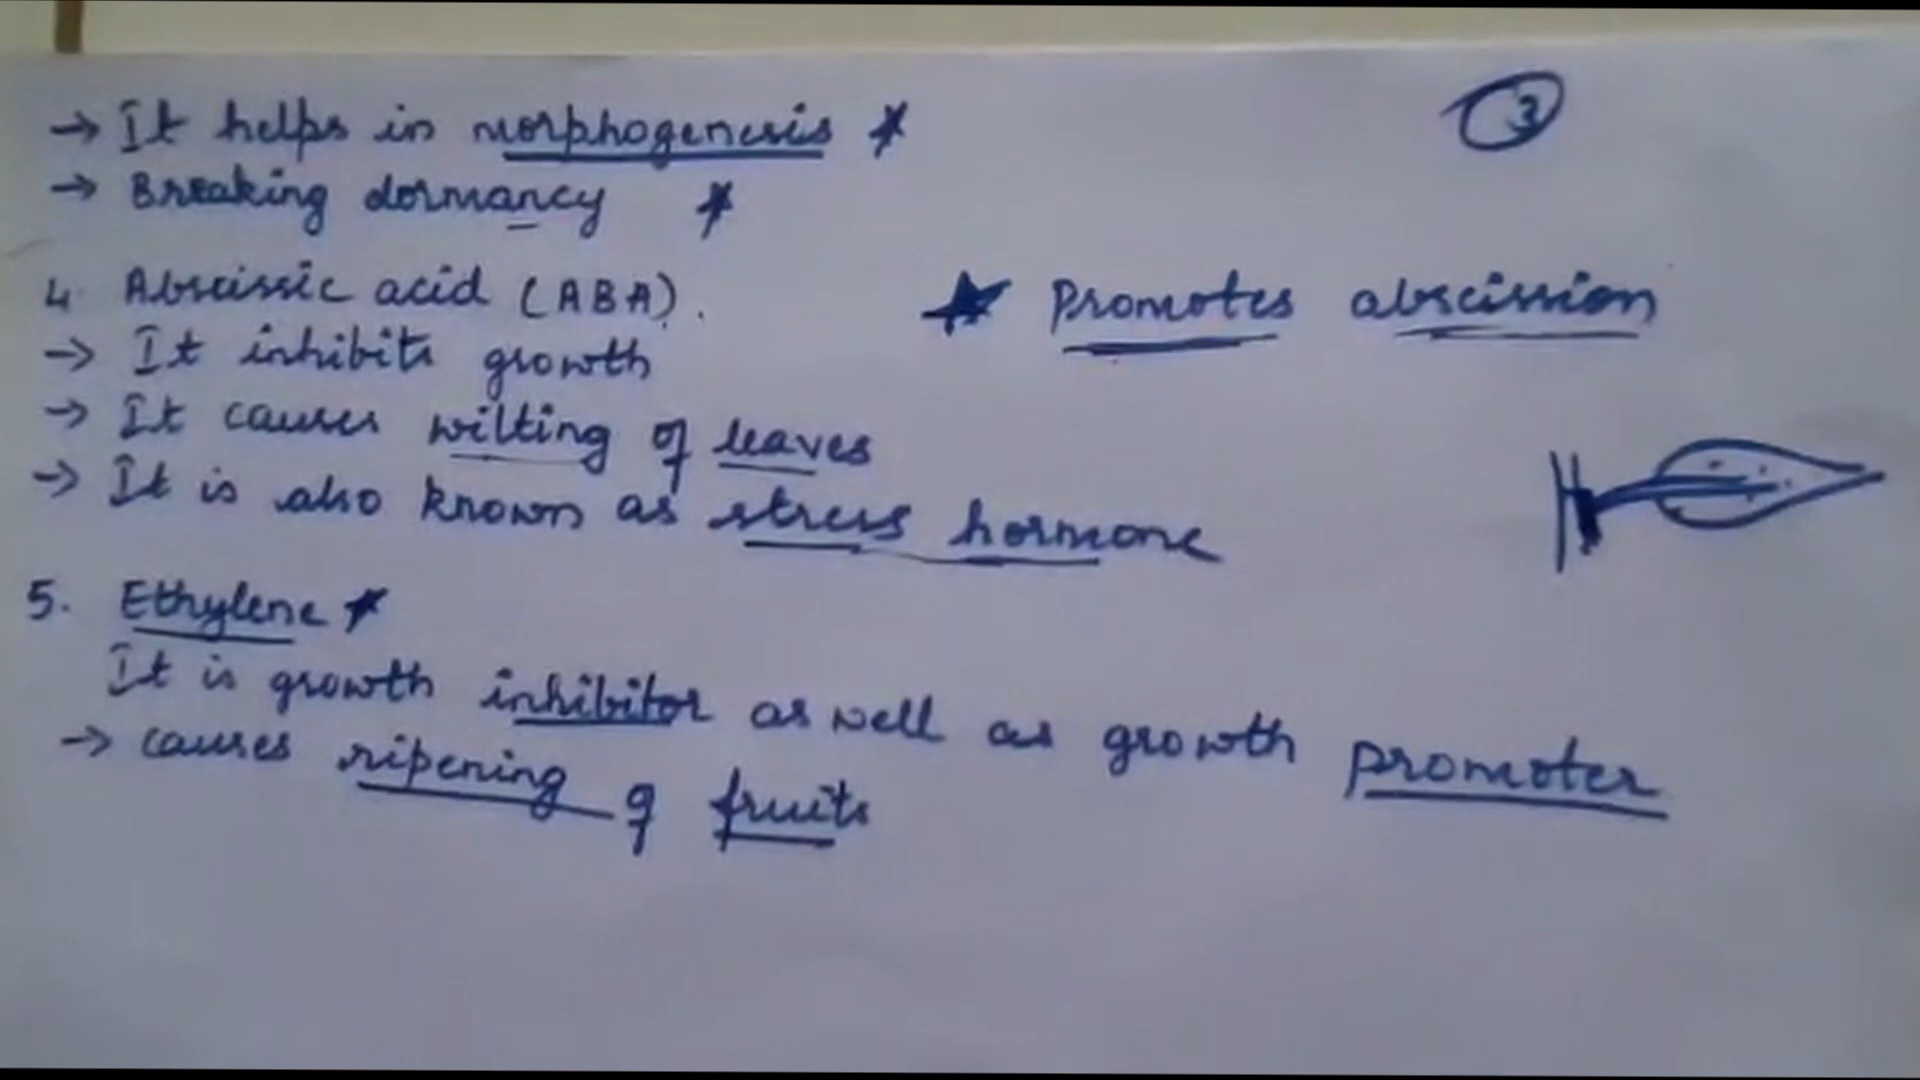 3
→ It helps in morphogenesis *
→ Breaking dormancy *
4. Abscissic acid (ABA). ★ Promotes abscission
→ It inhibits growth
→ It causes wilting of leaves
→ It is also known as stress hormone
5. Ethylene *
It is growth inhibitor as well as growth promoter
→ causes ripening of fruits